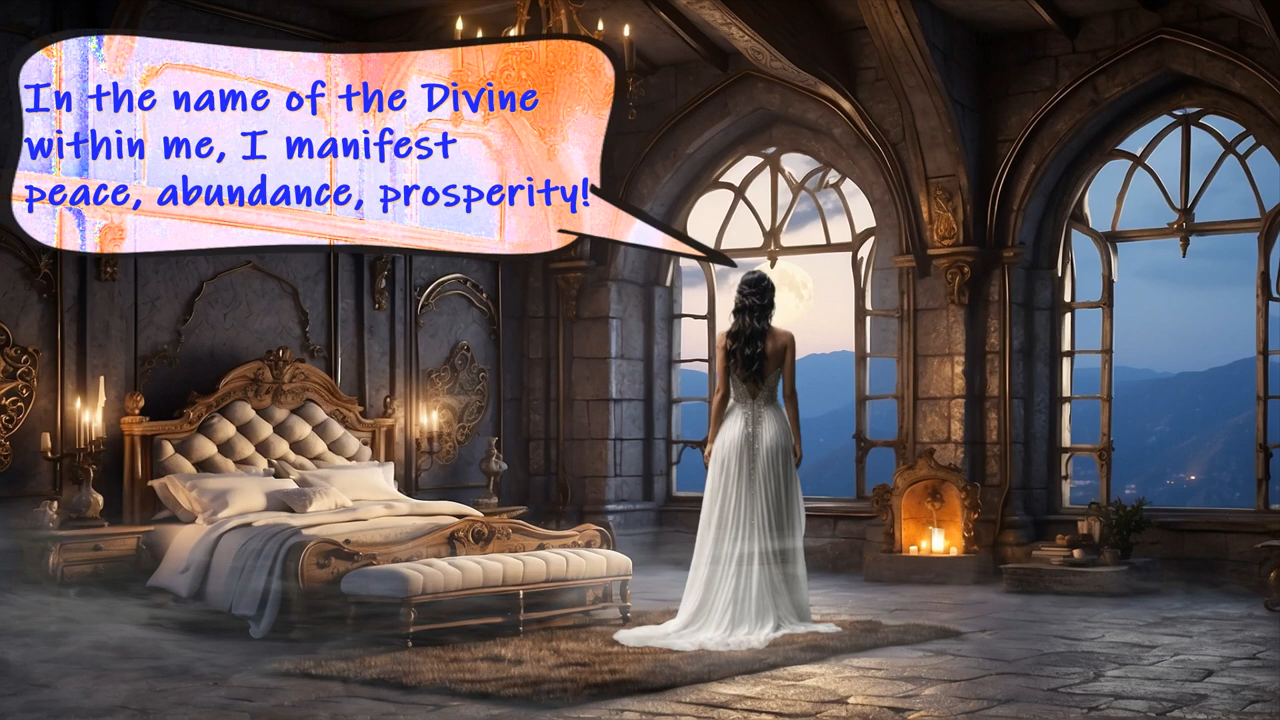 In the name of the Divine
within me, I manifest
peace, abundance, prosperity!